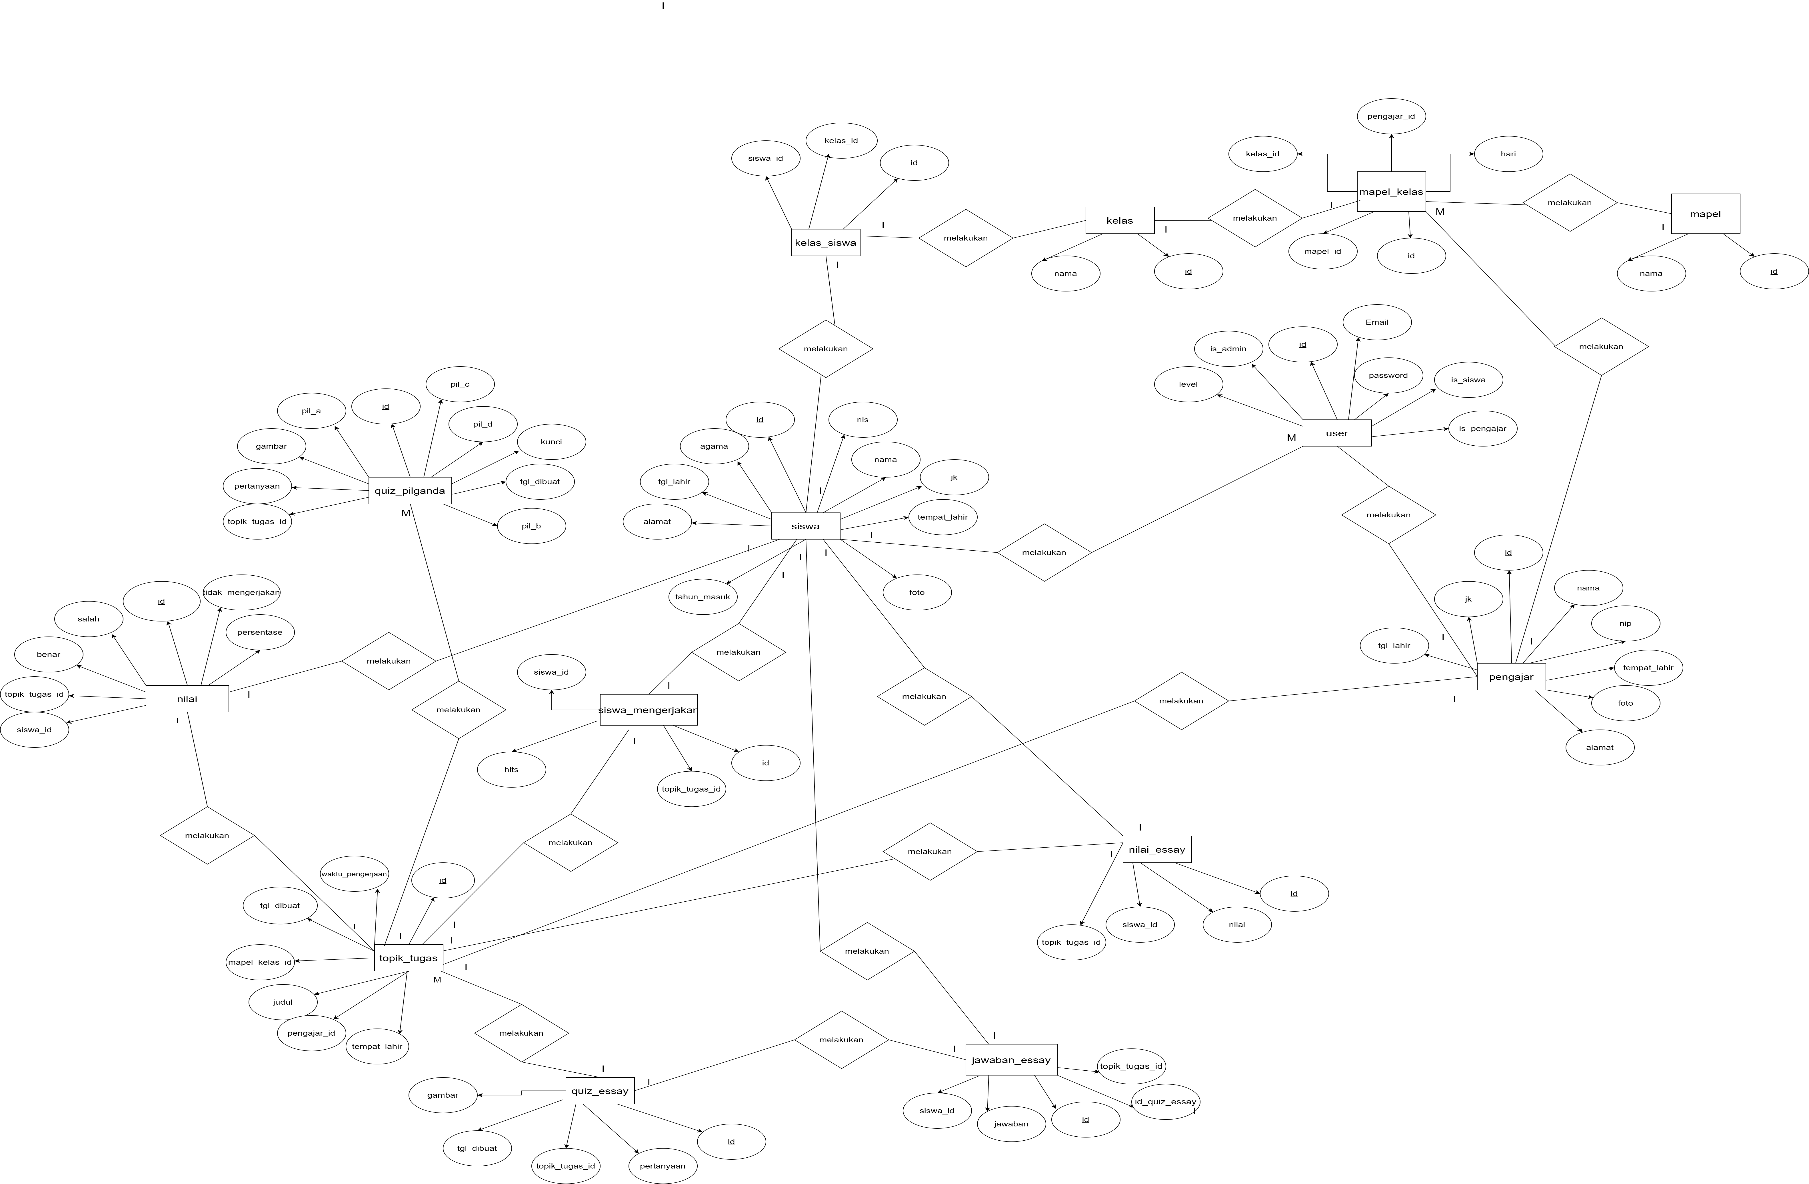 I
pengajar_id
kelas_id
hari
mapel_kelas
I
M
mapel_id
id
melakukan
mapel
I
nama
id
siswa_id
kelas_id
id
kelas_siswa
I
I
melakukan
kelas
I
nama
id
melakukan
melakukan
melakukan
is_admin
id
Email
level
password
is_siswa
is_pengajar
user
M
pil_a
id
pil_c
pil_d
gambar
kunci
pertanyaan
tgl_dibuat
topik_tugas_id
pil_b
quiz_pilganda
M
id
nis
agama
nama
tgl_lahir
jk
alamat
tempat_lahir
I
siswa
I
I
I
I
I
tahun_masuk
foto
melakukan
melakukan
id
jk
nama
nip
tgl_lahir
tempat_lahir
foto
alamat
I
I
pengajar
I
salah
id
tidak_mengerjakan
persentase
benar
topik_tugas_id
siswa_id
nilai
I
I
melakukan
melakukan
siswa_id
I
siswa_mengerjakan
I
hits
topik_tugas_id
id
melakukan
melakukan
melakukan
melakukan
melakukan
melakukan
I
I
nilai_essay
topik_tugas_id
siswa_id
nilai
id
waktu_pengerjaan
id
tgl_dibuat
mapel_kelas_id
judul
pengajar_id
tempat_lahir
I
I
I
I
I
topik_tugas
M
melakukan
melakukan
melakukan
I
I
quiz_essay
gambar
tgl_dibuat
topik_tugas_id
pertanyaan
id
I
I
jawaban_essay
topik_tugas_id
id_quiz_essay
I
siswa_id
jawaban
id